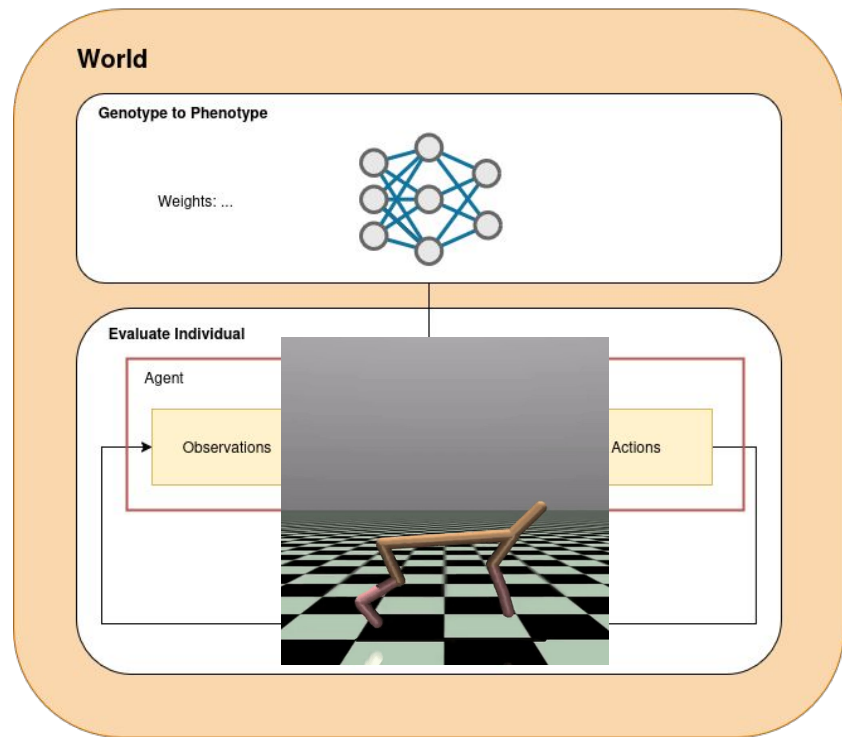 World
Genotype to Phenotype
Weights: ...
Evaluate Individual
Agent
Observations
Actions